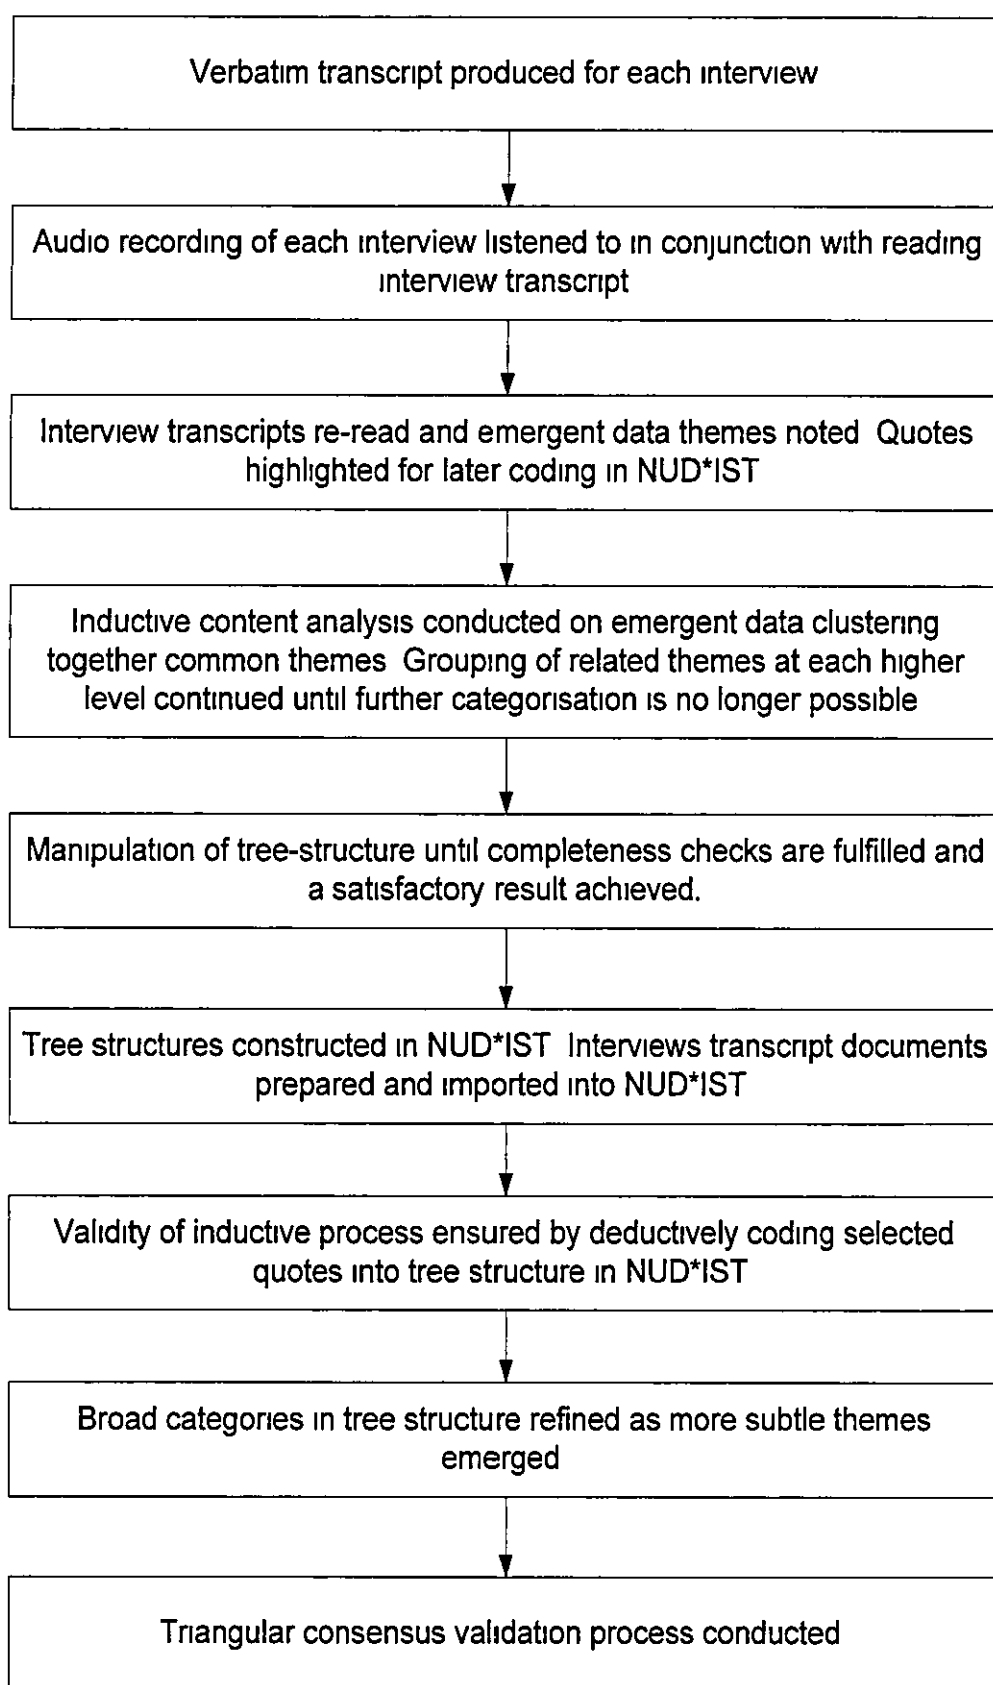 Verbatim transcript produced for each interview
Audio recording of each interview listened to in conjunction with reading
interview transcript
Interview transcripts re-read and emergent data themes noted Quotes
highlighted for later coding in NUD*IST
Inductive content analysis conducted on emergent data clustering
together common themes Grouping of related themes at each higher
level continued until further categorisation is no longer possible
Manipulation of tree-structure until completeness checks are fulfilled and
a satisfactory result achieved.
Tree structures constructed in NUD*IST Interviews transcript documents
prepared and imported into NUD*IST
Validity of inductive process ensured by deductively coding selected
quotes into tree structure in NUD*IST
Broad categories in tree structure refined as more subtle themes
emerged
Triangular consensus validation process conducted